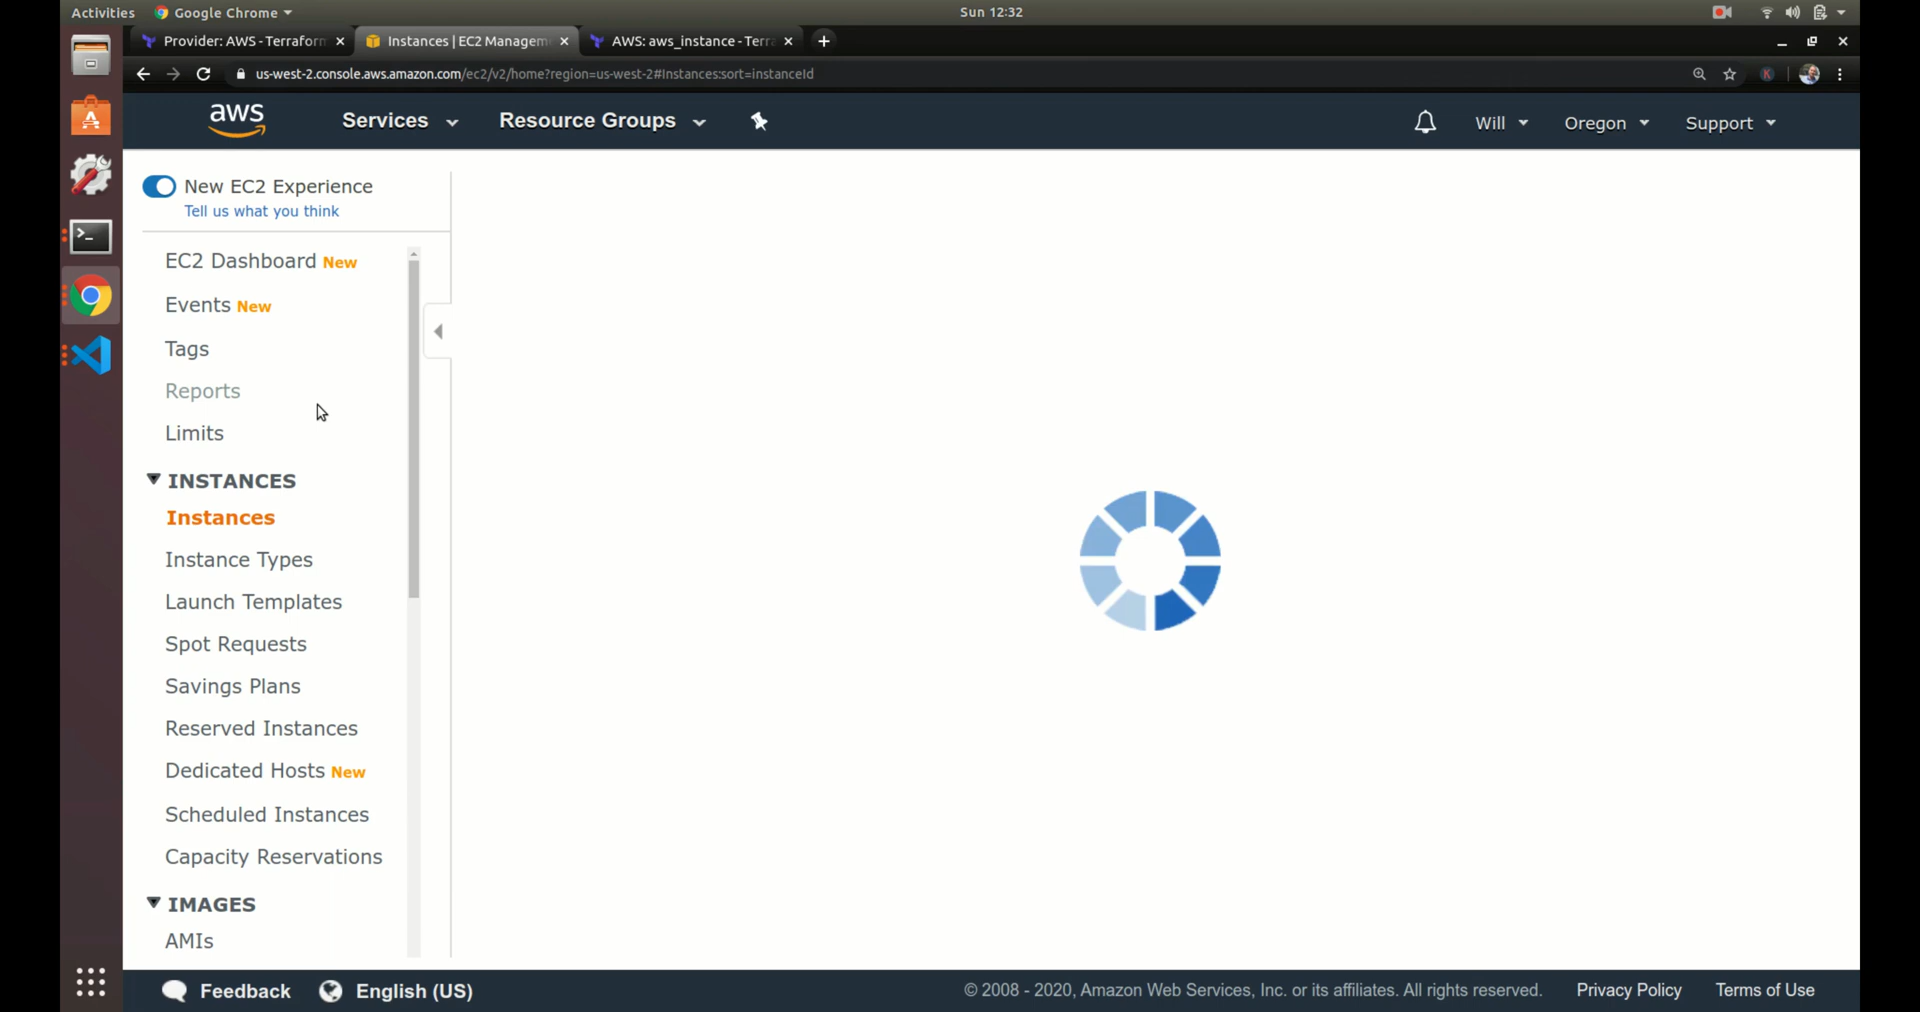 Activities Google Chrome Sun 12:32
Provider: AWS - Terraform Instances | EC2 Managem AWS: aws_instance - Terra
us-west-2.console.aws.amazon.com/ec2/v2/home?region=us-west-2#Instances:sort=instanceId
aws Services Resource Groups Will Oregon Support
New EC2 Experience
Tell us what you think
EC2 Dashboard New
Events New
Tags
Reports
Limits
INSTANCES
Instances
Instance Types
Launch Templates
Spot Requests
Savings Plans
Reserved Instances
Dedicated Hosts New
Scheduled Instances
Capacity Reservations
IMAGES
AMIs
Feedback English (US) © 2008 - 2020, Amazon Web Services, Inc. or its affiliates. All rights reserved. Privacy Policy Terms of Use